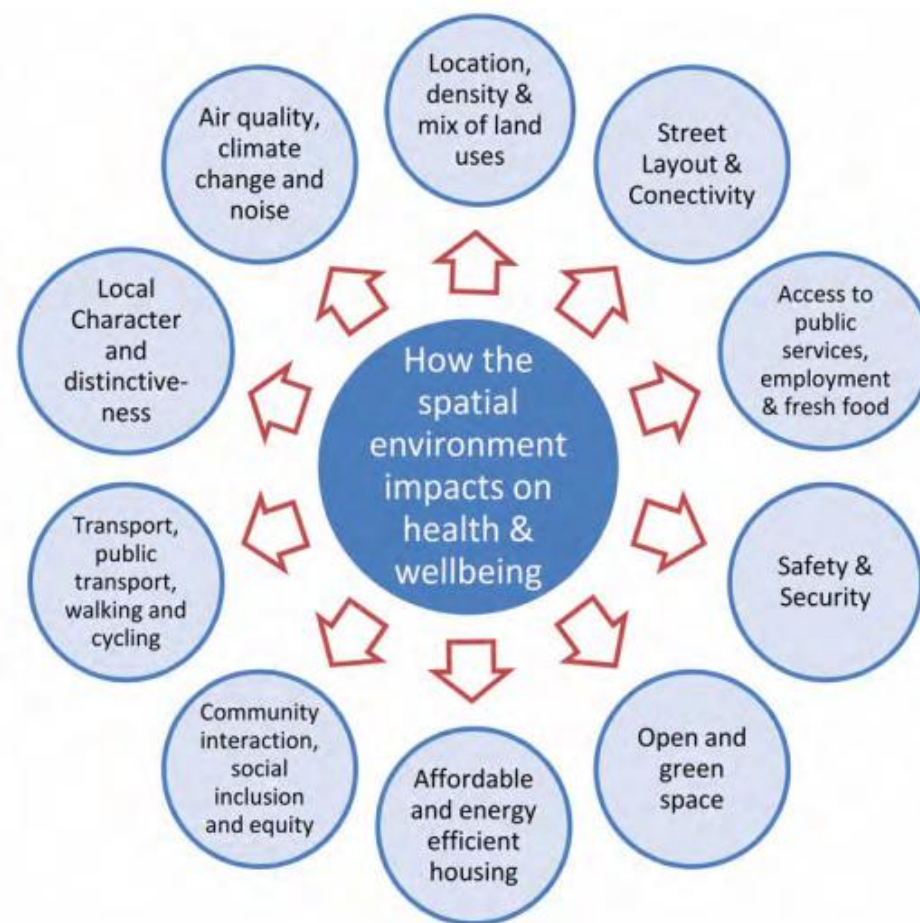 Location,
density &
mix of land
uses
Street
Layout &
Conectivity
Access to
public
services,
employment
& fresh food
Safety &
Security
Open and
green
space
Affordable
and energy
efficient
housing
Community
interaction,
social
inclusion
and equity
Transport,
public
transport,
walking and
cycling
Local
Character
and
distinctive-
ness
Air quality,
climate
change and
noise
How the
spatial
environment
impacts on
health &
wellbeing